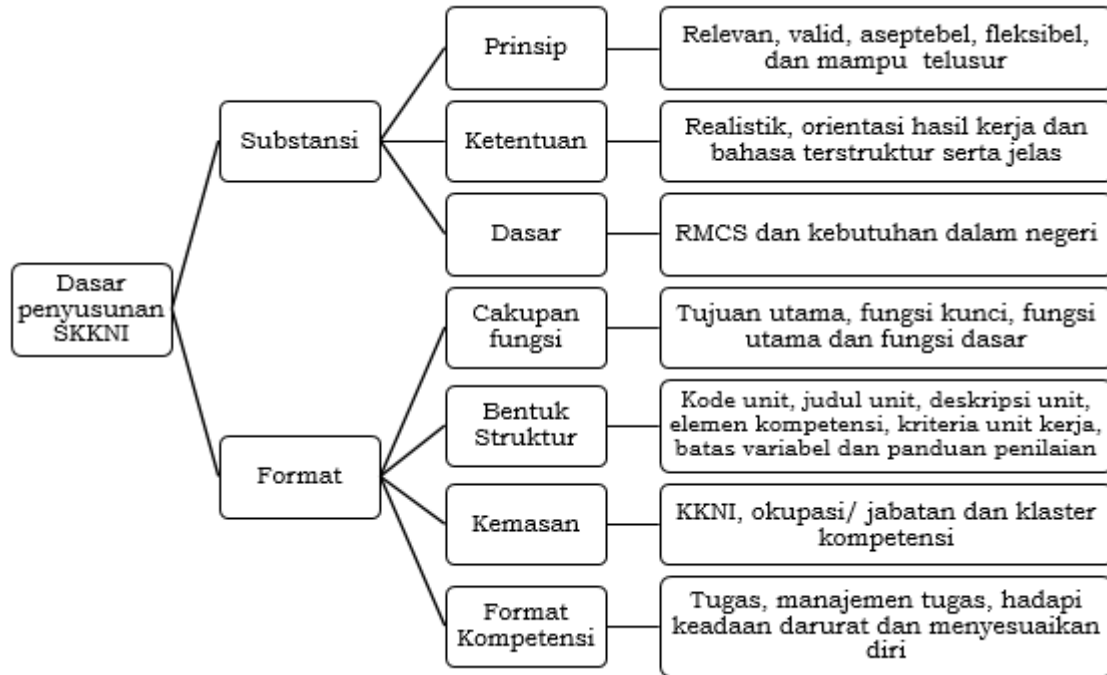 Dasar
penyusunan
SKKNI
Substansi
Prinsip
Relevan, valid, aseptebel, fleksibel,
dan mampu telusur
Ketentuan
Realistik, orientasi hasil kerja dan
bahasa terstruktur serta jelas
Dasar
RMCS dan kebutuhan dalam negeri
Format
Cakupan
fungsi
Tujuan utama, fungsi kunci, fungsi
utama dan fungsi dasar
Bentuk
Struktur
Kode unit, judul unit, deskripsi unit,
elemen kompetensi, kriteria unit kerja,
batas variabel dan panduan penilaian
Kemasan
KKNI, okupasi/ jabatan dan klaster
kompetensi
Format
Kompetensi
Tugas, manajemen tugas, hadapi
keadaan darurat dan menyesuaikan
diri